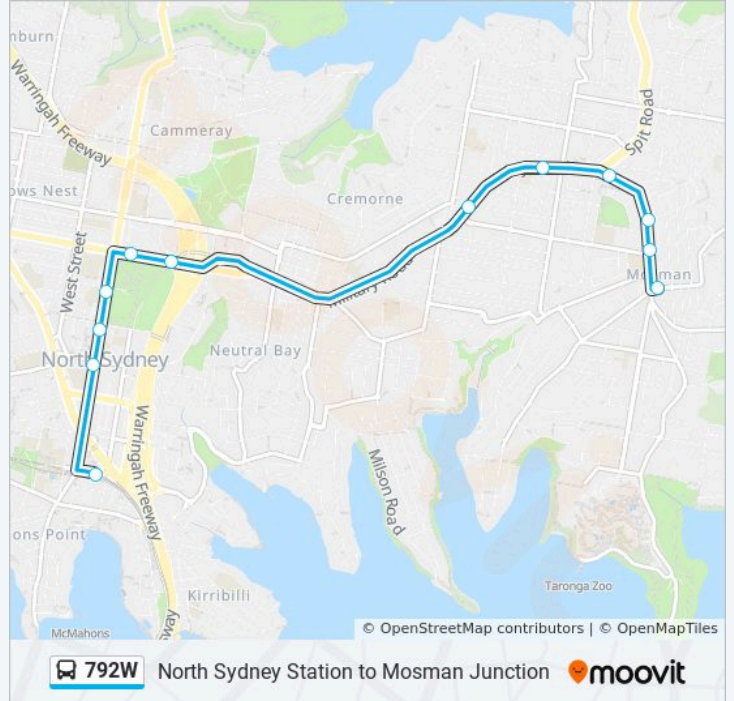 nburn
Warringah Freeway
Cammeray
Spit Road
ows Nest
Cremorne
West Street
Military Road
Mosman
North Sydney
Neutral Bay
Warringah Freeway
Milson Road
ons Point
Taronga Zoo
Kirribilli
way
McMahons
© OpenStreetMap contributors | © OpenMapTiles
792W North Sydney Station to Mosman Junction moovit